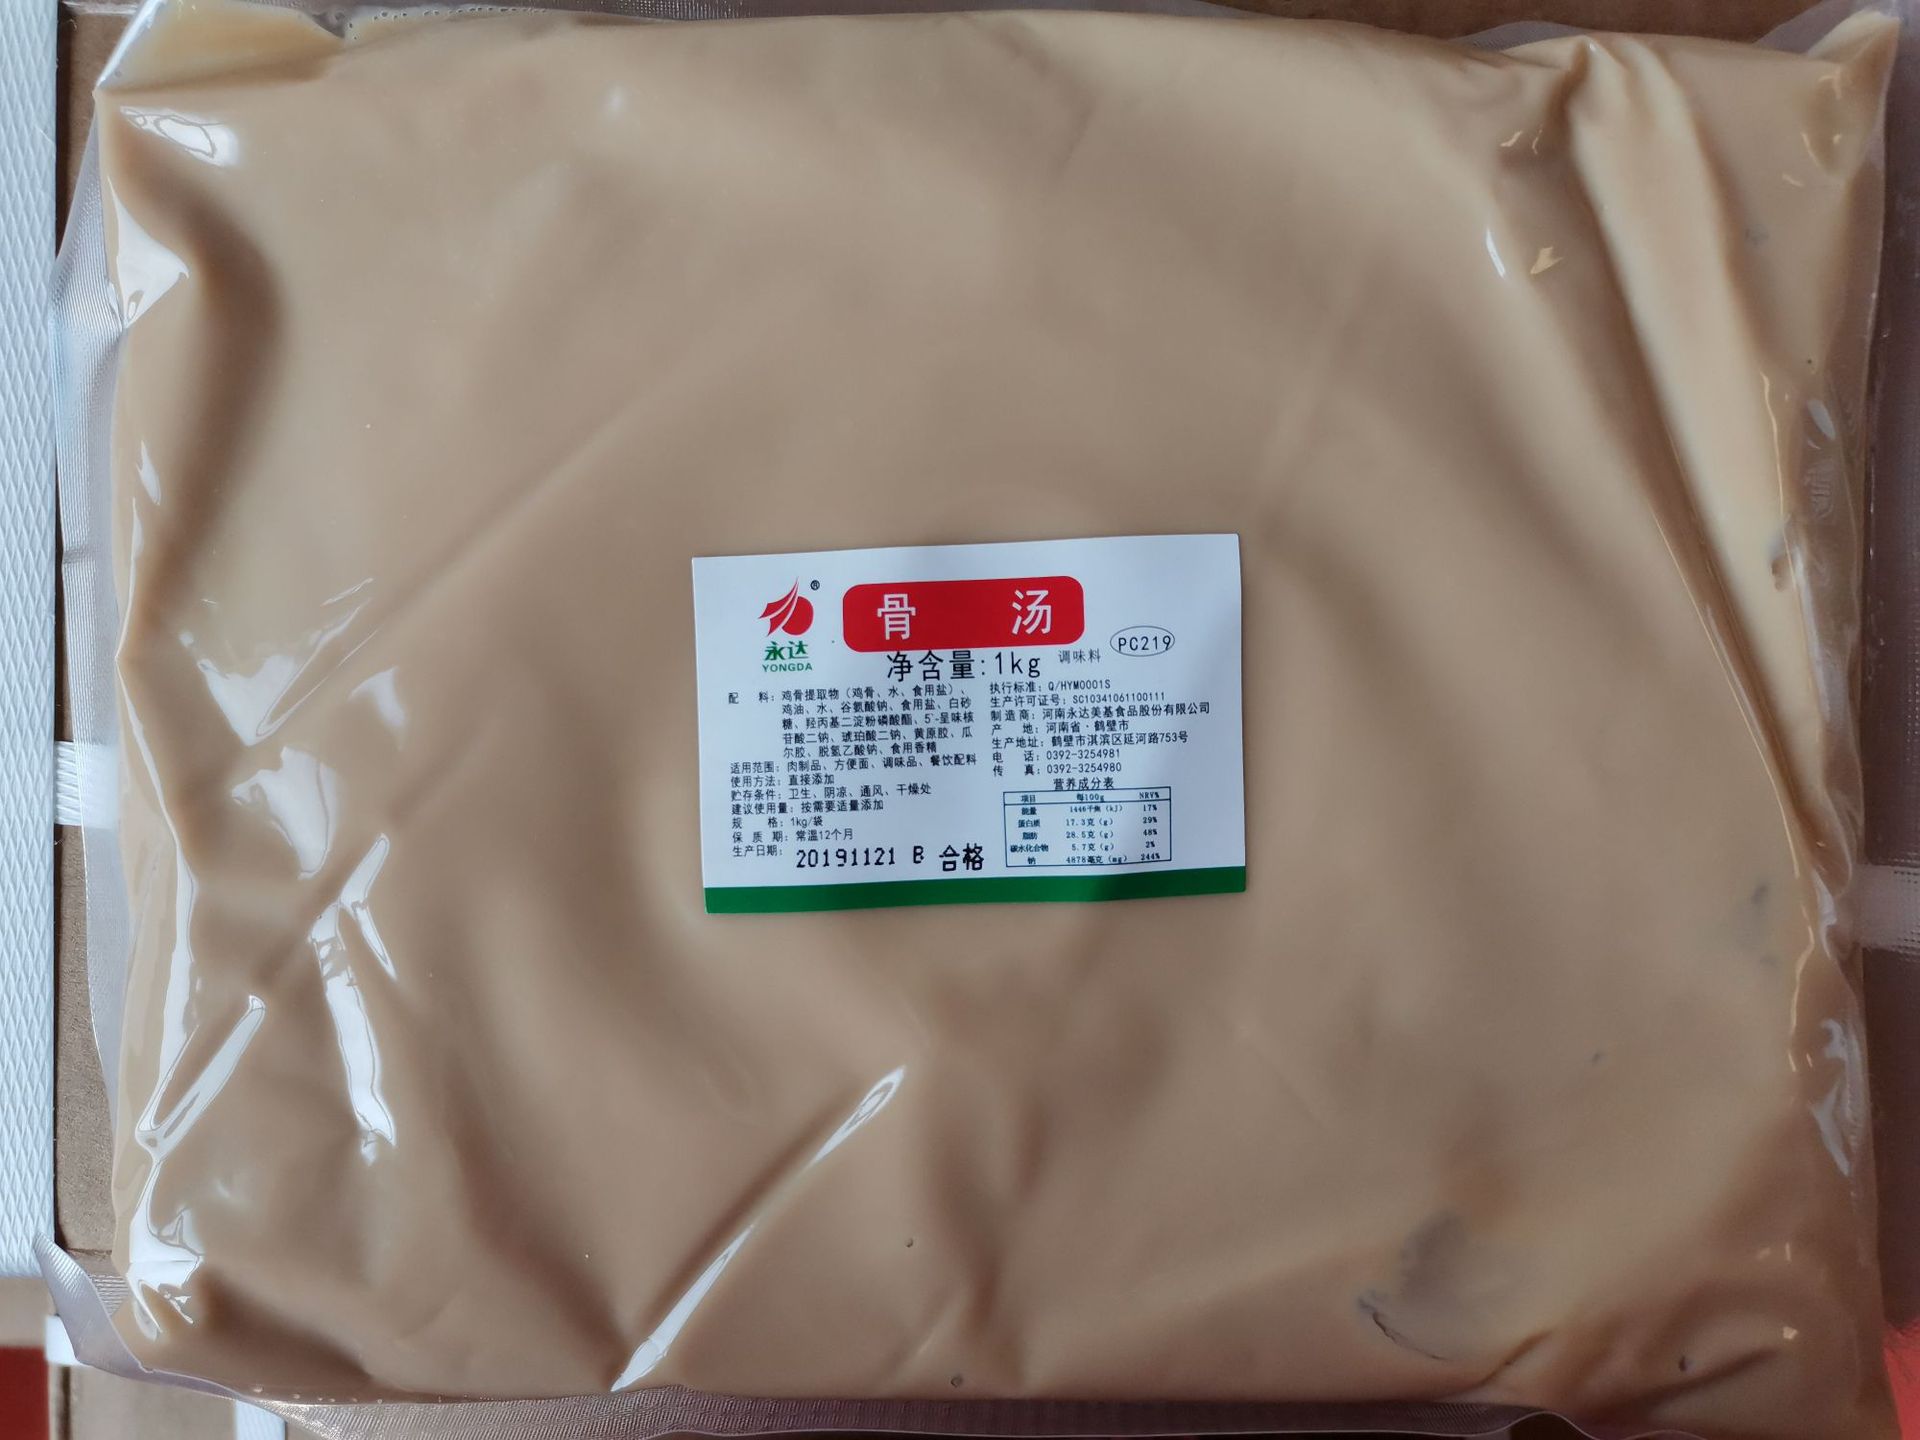 ®
永达
YONGDA
骨 汤
净含量:1kg
调味料
PC219
配 料:鸡骨提取物(鸡骨、水、食用盐)、
鸡油、水、谷氨酸钠、食用盐、白砂
糖、羟丙基二淀粉磷酸酯、5'-呈味核
苷酸二钠、琥珀酸二钠、黄原胶、瓜
尔胶、脱氢乙酸钠、食用香精
适用范围:肉制品、方便面、调味品、餐饮配料
使用方法:直接添加
贮存条件:卫生、阴凉、通风、干燥处
建议使用量:按需要适量添加
规 格:1kg/袋
保 质 期:常温12个月
生产日期:20191121 B 合格
执行标准:Q/HYM0001S
生产许可证号:SC10341061100111
制 造 商:河南永达美基食品股份有限公司
产 地:河南省·鹤壁市
生产地址:鹤壁市淇滨区延河路753号
电 话:0392-3254981
传 真:0392-3254980
营养成分表
项目 每100g NRV%
能量 1446千焦(kJ) 17%
蛋白质 17.3克(g) 29%
脂肪 28.5克(g) 48%
碳水化合物 5.7克(g) 2%
钠 4878毫克(mg) 244%